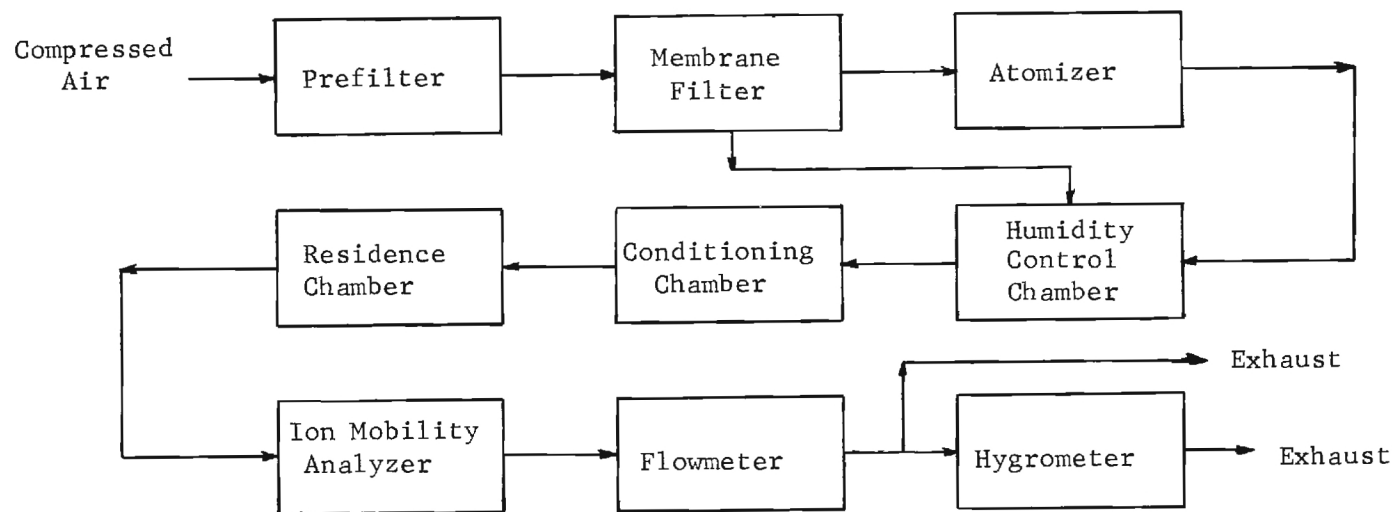 Compressed
Air
Prefilter
Membrane
Filter
Atomizer
Residence
Chamber
Conditioning
Chamber
Humidity
Control
Chamber
Exhaust
Ion Mobility
Analyzer
Flowmeter
Hygrometer
Exhaust